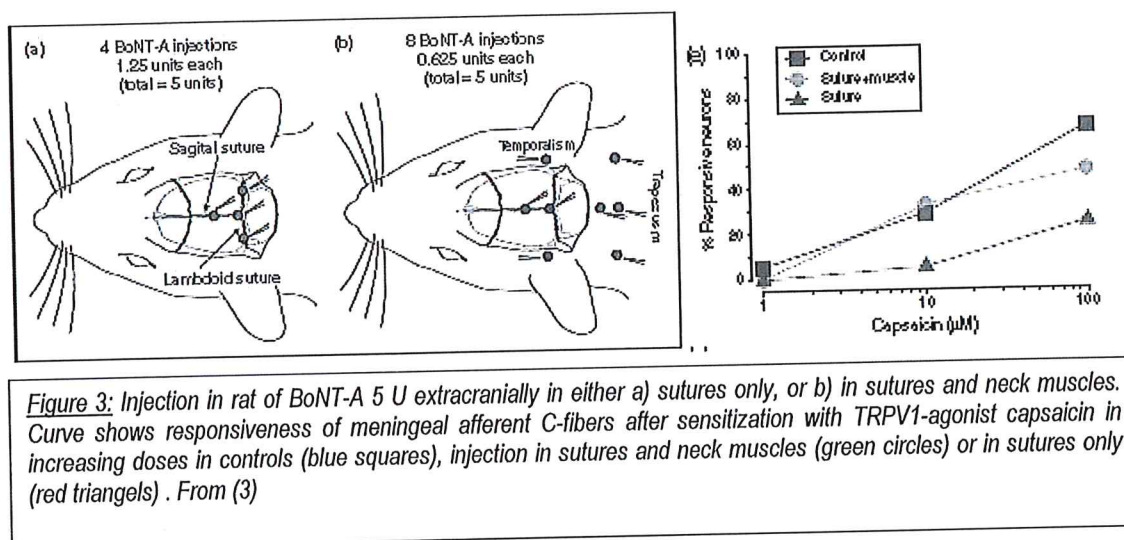 (a)
4 BoNT-A injections
1.25 units each
(total = 5 units)
Sagital suture
Lambdoid suture
(b)
8 BoNT-A injections
0.625 units each
(total = 5 units)
Temporalis m
Trapezius m
100
80
60
40
20
0
% Responsive neurons
Control
Suture+muscle
Suture
1
10
100
Capsaicin (μM)
Figure 3: Injection in rat of BoNT-A 5 U extracranially in either a) sutures only, or b) in sutures and neck muscles.
Curve shows responsiveness of meningeal afferent C-fibers after sensitization with TRPV1-agonist capsaicin in
increasing doses in controls (blue squares), injection in sutures and neck muscles (green circles) or in sutures only
(red triangels) . From (3)